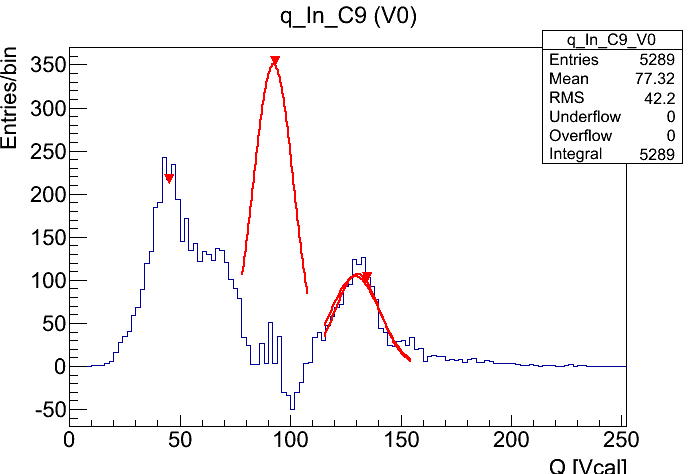 q_In_C9 (V0)
q_In_C9_V0
Entries 5289
Mean 77.32
RMS 42.2
Underflow 0
Overflow 0
Integral 5289
Entries/bin
350
300
250
200
150
100
50
0
-50
0 50 100 150 200 250
Q [Vcal]